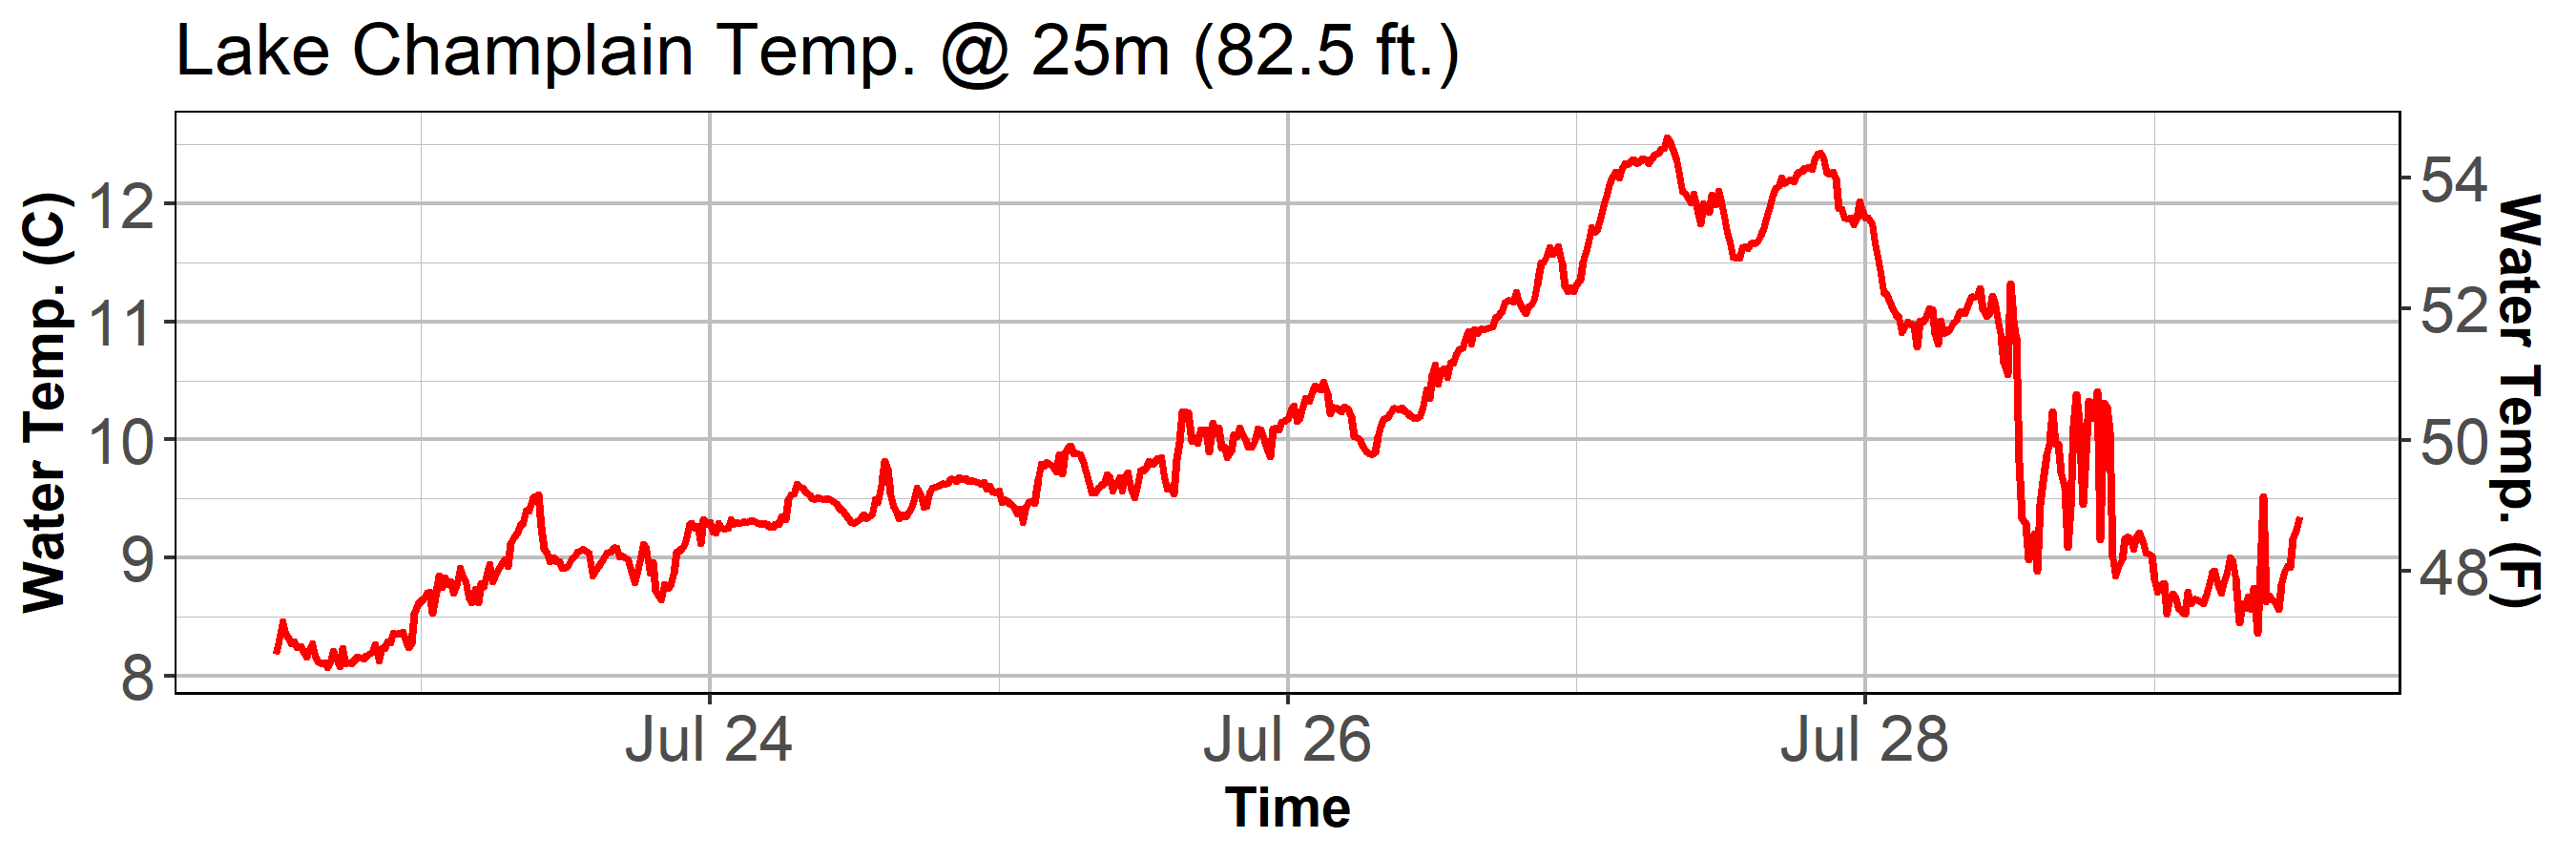 Lake Champlain Temp. @ 25m (82.5 ft.)
Water Temp. (C)
12
11
10
9
8
54
52
50
48
Water Temp. (F)
Jul 24
Jul 26
Jul 28
Time